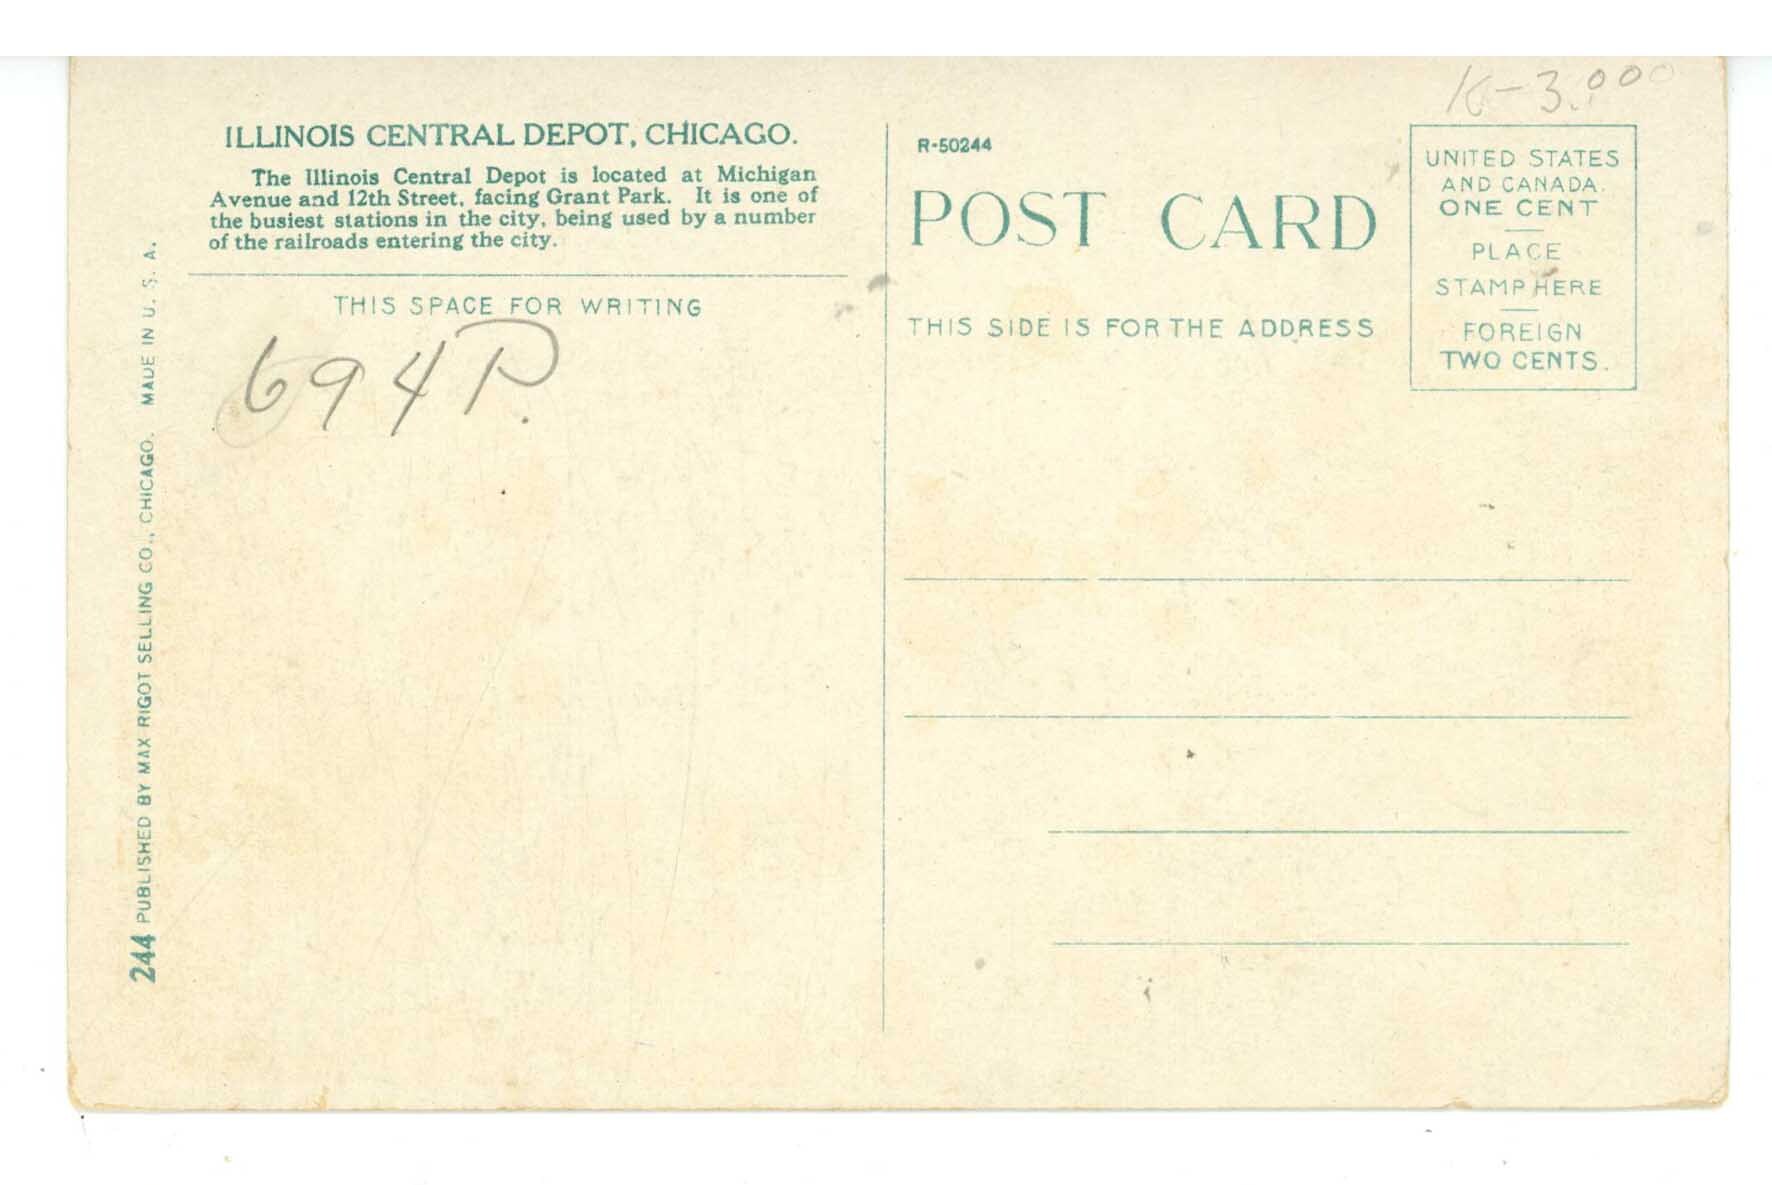 K-3.00
ILLINOIS CENTRAL DEPOT, CHICAGO.
The Illinois Central Depot is located at Michigan
Avenue and 12th Street, facing Grant Park. It is one of
the busiest stations in the city, being used by a number
of the railroads entering the city.
THIS SPACE FOR WRITING
694P.
244 PUBLISHED BY MAX RIGOT SELLING CO., CHICAGO. MADE IN U. S. A.
R-50244
POST CARD
THIS SIDE IS FOR THE ADDRESS
UNITED STATES
AND CANADA.
ONE CENT
PLACE
STAMP HERE
FOREIGN
TWO CENTS.